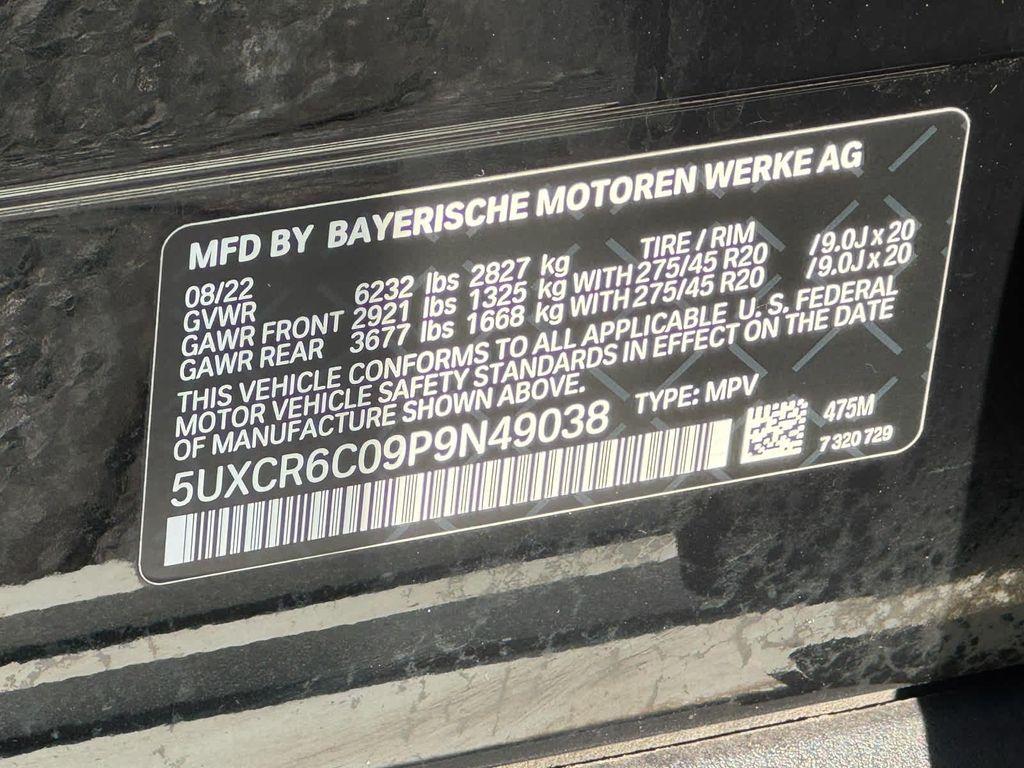 MFD BY BAYERISCHE MOTOREN WERKE AG
08/22 TIRE / RIM
GVWR 6232 lbs 2827 kg
GAWR FRONT 2921 lbs 1325 kg WITH 275/45 R20 /9.0J x 20
GAWR REAR 3677 lbs 1668 kg WITH 275/45 R20 /9.0J x 20
THIS VEHICLE CONFORMS TO ALL APPLICABLE U. S. FEDERAL
MOTOR VEHICLE SAFETY STANDARDS IN EFFECT ON THE DATE
OF MANUFACTURE SHOWN ABOVE.
5UXCR6C09P9N49038 TYPE: MPV
475M
7 320 729